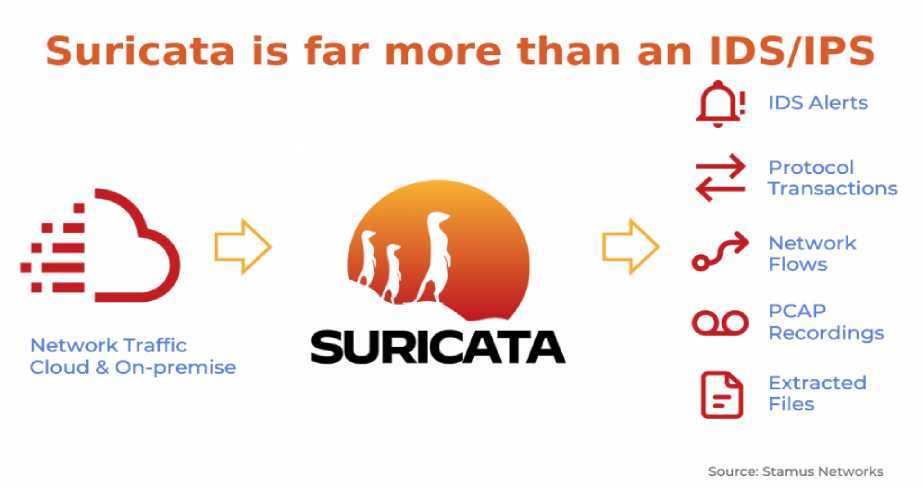 Suricata is far more than an IDS/IPS
IDS Alerts
Protocol
Transactions
Network
Flows
PCAP
Recordings
Extracted
Files
Network Traffic
Cloud & On-premise
SURICATA
Source: Stamus Networks